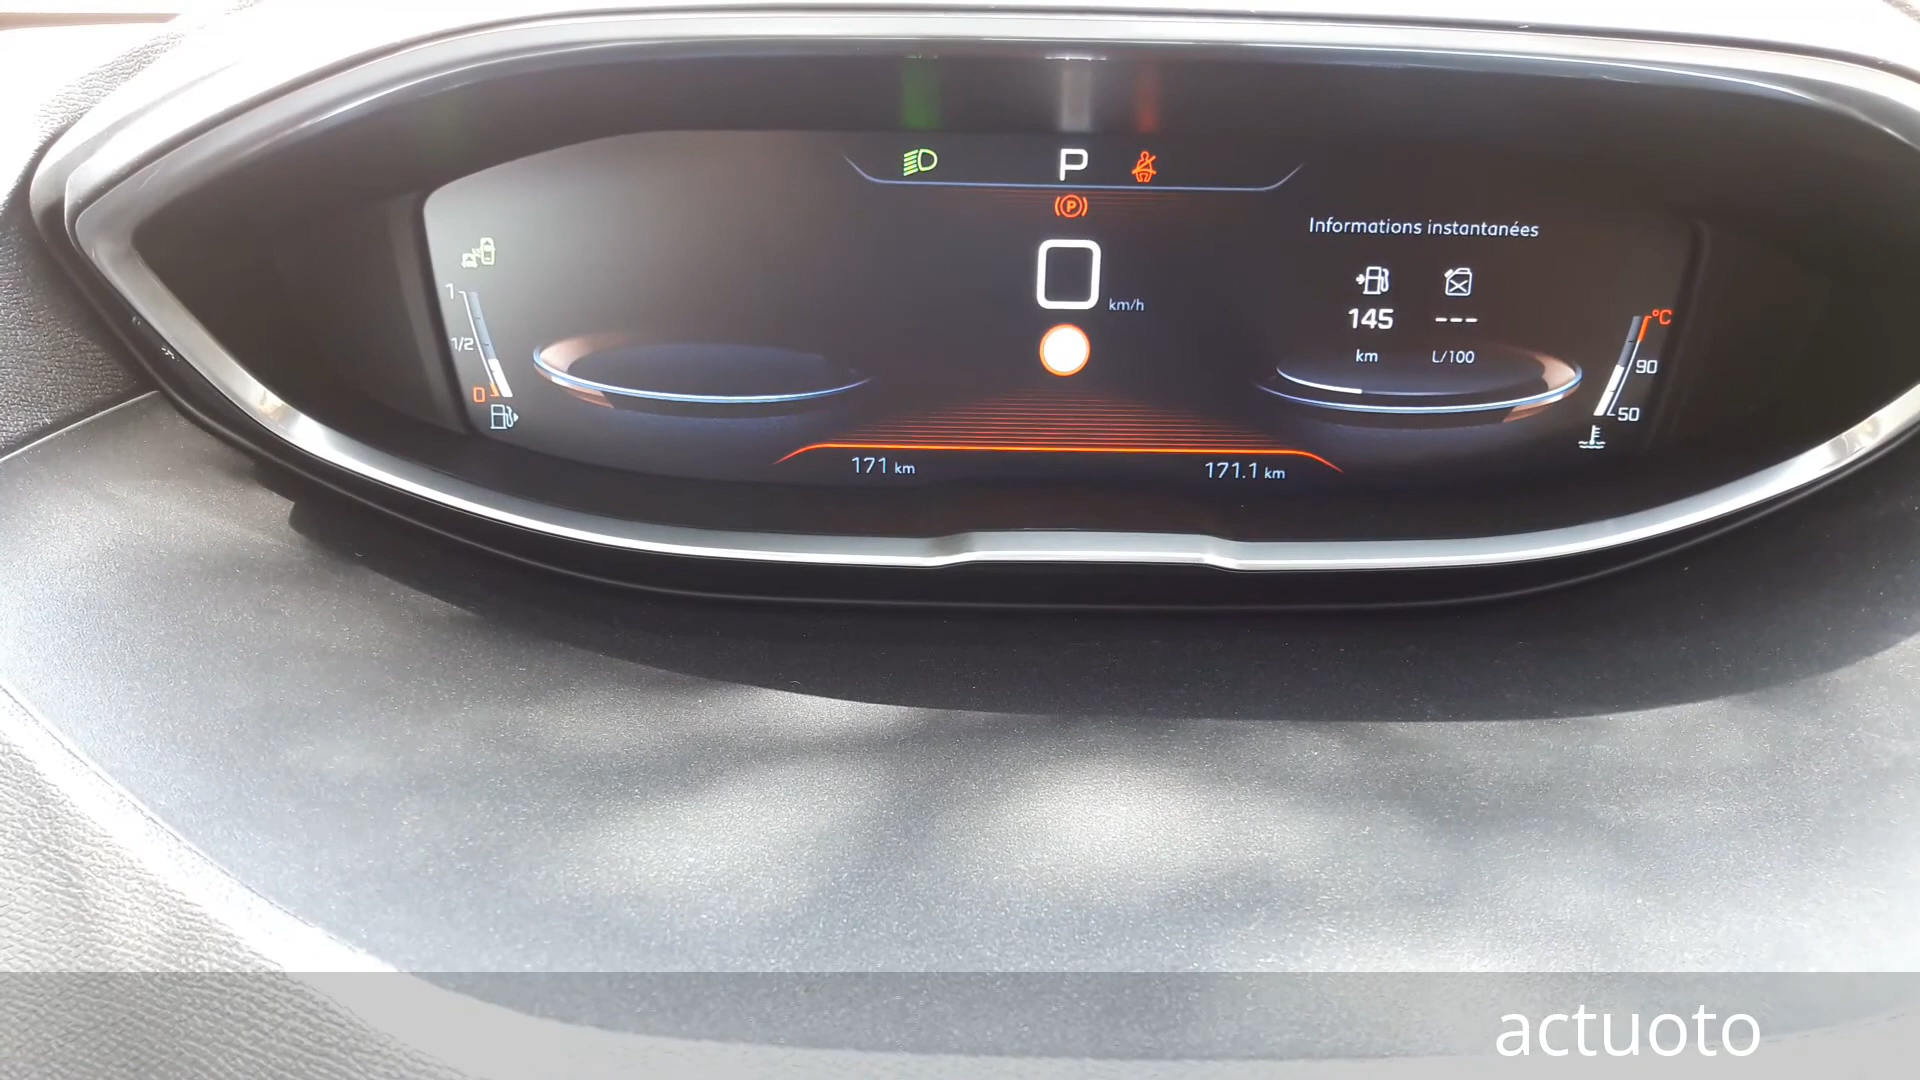 P
P
Informations instantanées
0 km/h
145 ---
km L/100
1
1/2
0
°C
90
50
171 km 171.1 km
actuoto